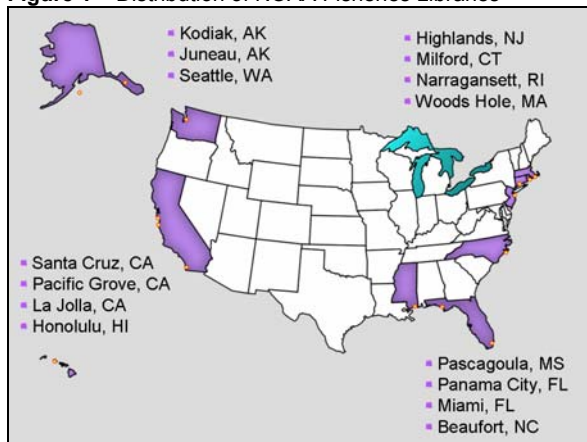 Kodiak, AK
Juneau, AK
Seattle, WA
Highlands, NJ
Milford, CT
Narragansett, RI
Woods Hole, MA
Santa Cruz, CA
Pacific Grove, CA
La Jolla, CA
Honolulu, HI
Pascagoula, MS
Panama City, FL
Miami, FL
Beaufort, NC